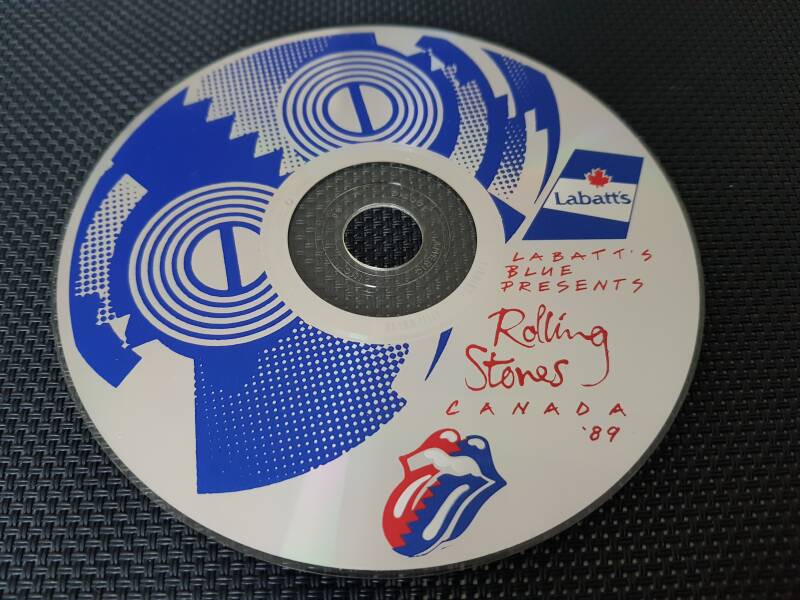 Labatt's
LABATT'S
BLUE
PRESENTS
Rolling
Stones
CANADA
'89